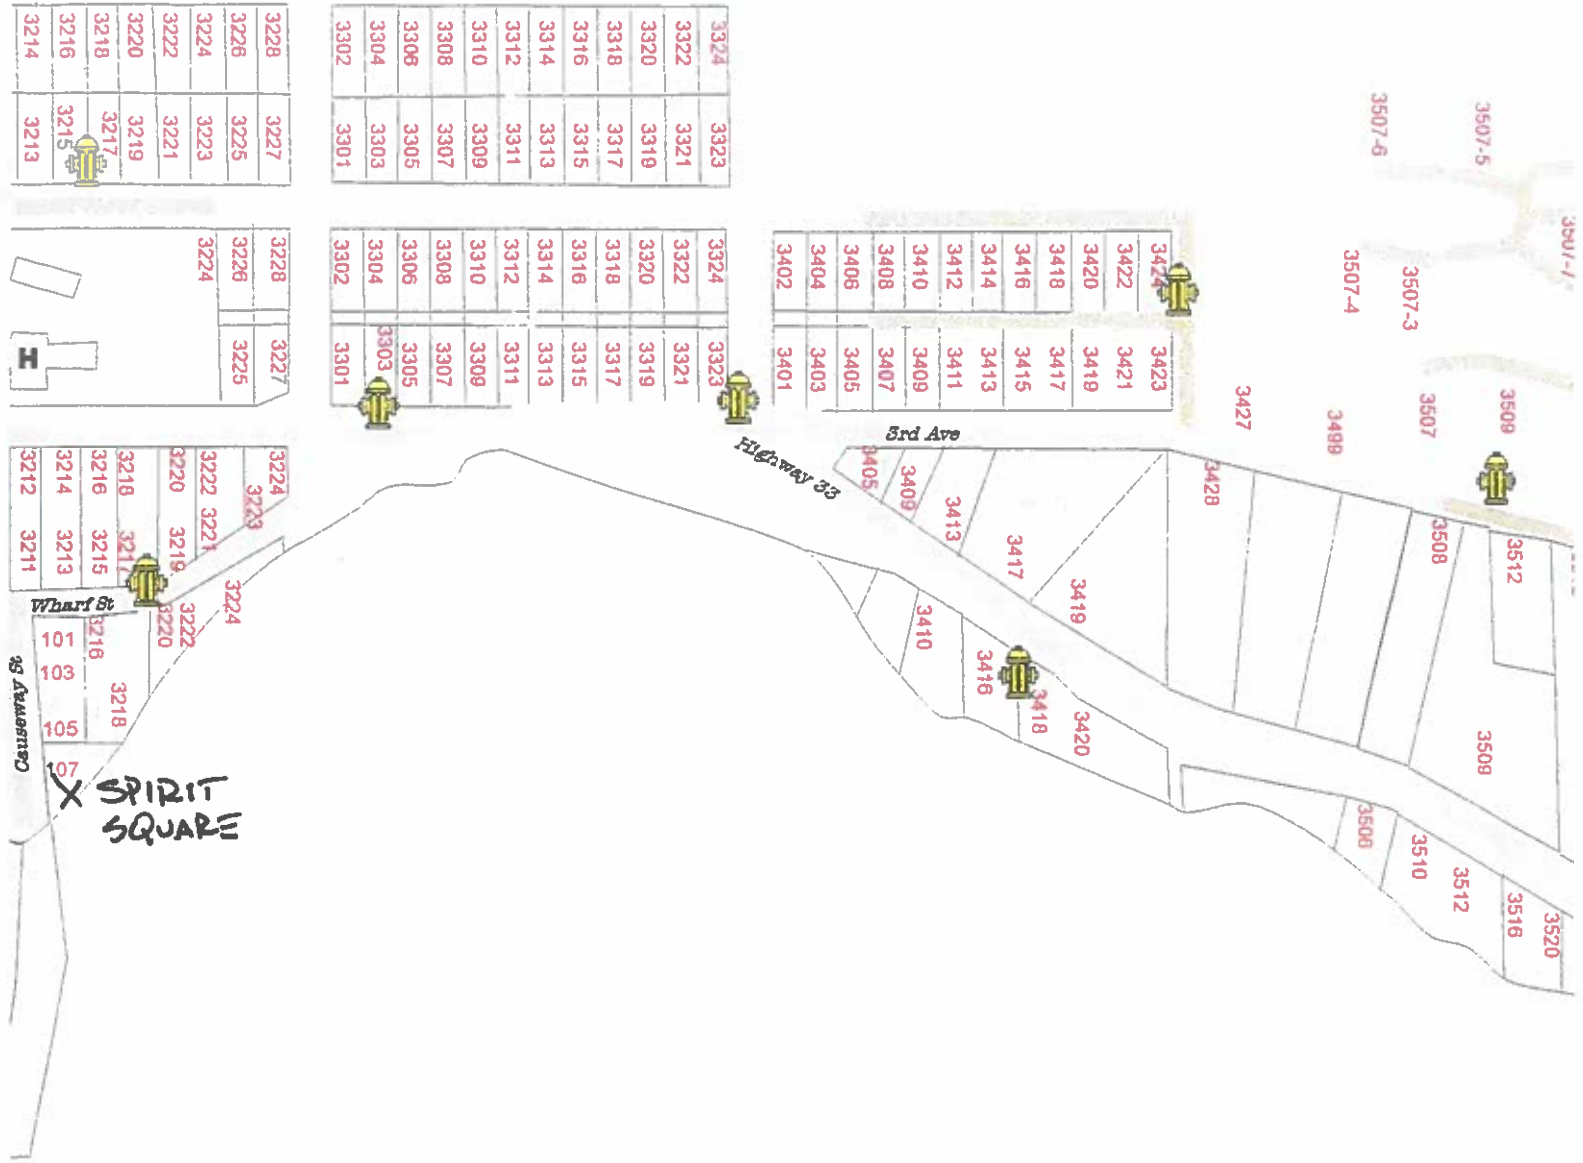 3214 3216 3218 3220 3222 3224 3226 3228
3302 3304 3306 3308 3310 3312 3314 3316 3318 3320 3322 3324
3213 3215 3217 3219 3221 3223 3225 3227
3301 3303 3305 3307 3309 3311 3313 3315 3317 3319 3321 3323
3507-6 3507-5
3224 3226 3228
3302 3304 3306 3308 3310 3312 3314 3316 3318 3320 3322 3324
3402 3404 3406 3408 3410 3412 3414 3416 3418 3420 3422 3424
3507-4 3507-3
H
3225 3227
3301 3303 3305 3307 3309 3311 3313 3315 3317 3319 3321 3323
3401 3403 3405 3407 3409 3411 3413 3415 3417 3419 3421 3423
3427 3499 3507 3509
3rd Ave
Highway 33
3212 3214 3216 3218 3220 3222 3224
3223
3405 3409 3413 3417 3419
3428 3508 3512
3211 3213 3215 3217 3219 3221
Wharf St
3216 3220 3222 3224
101
103
105
107
3218
Causeway St
3410 3416 3418 3420
3509
X SPIRIT
SQUARE
3506 3510 3512 3516 3520